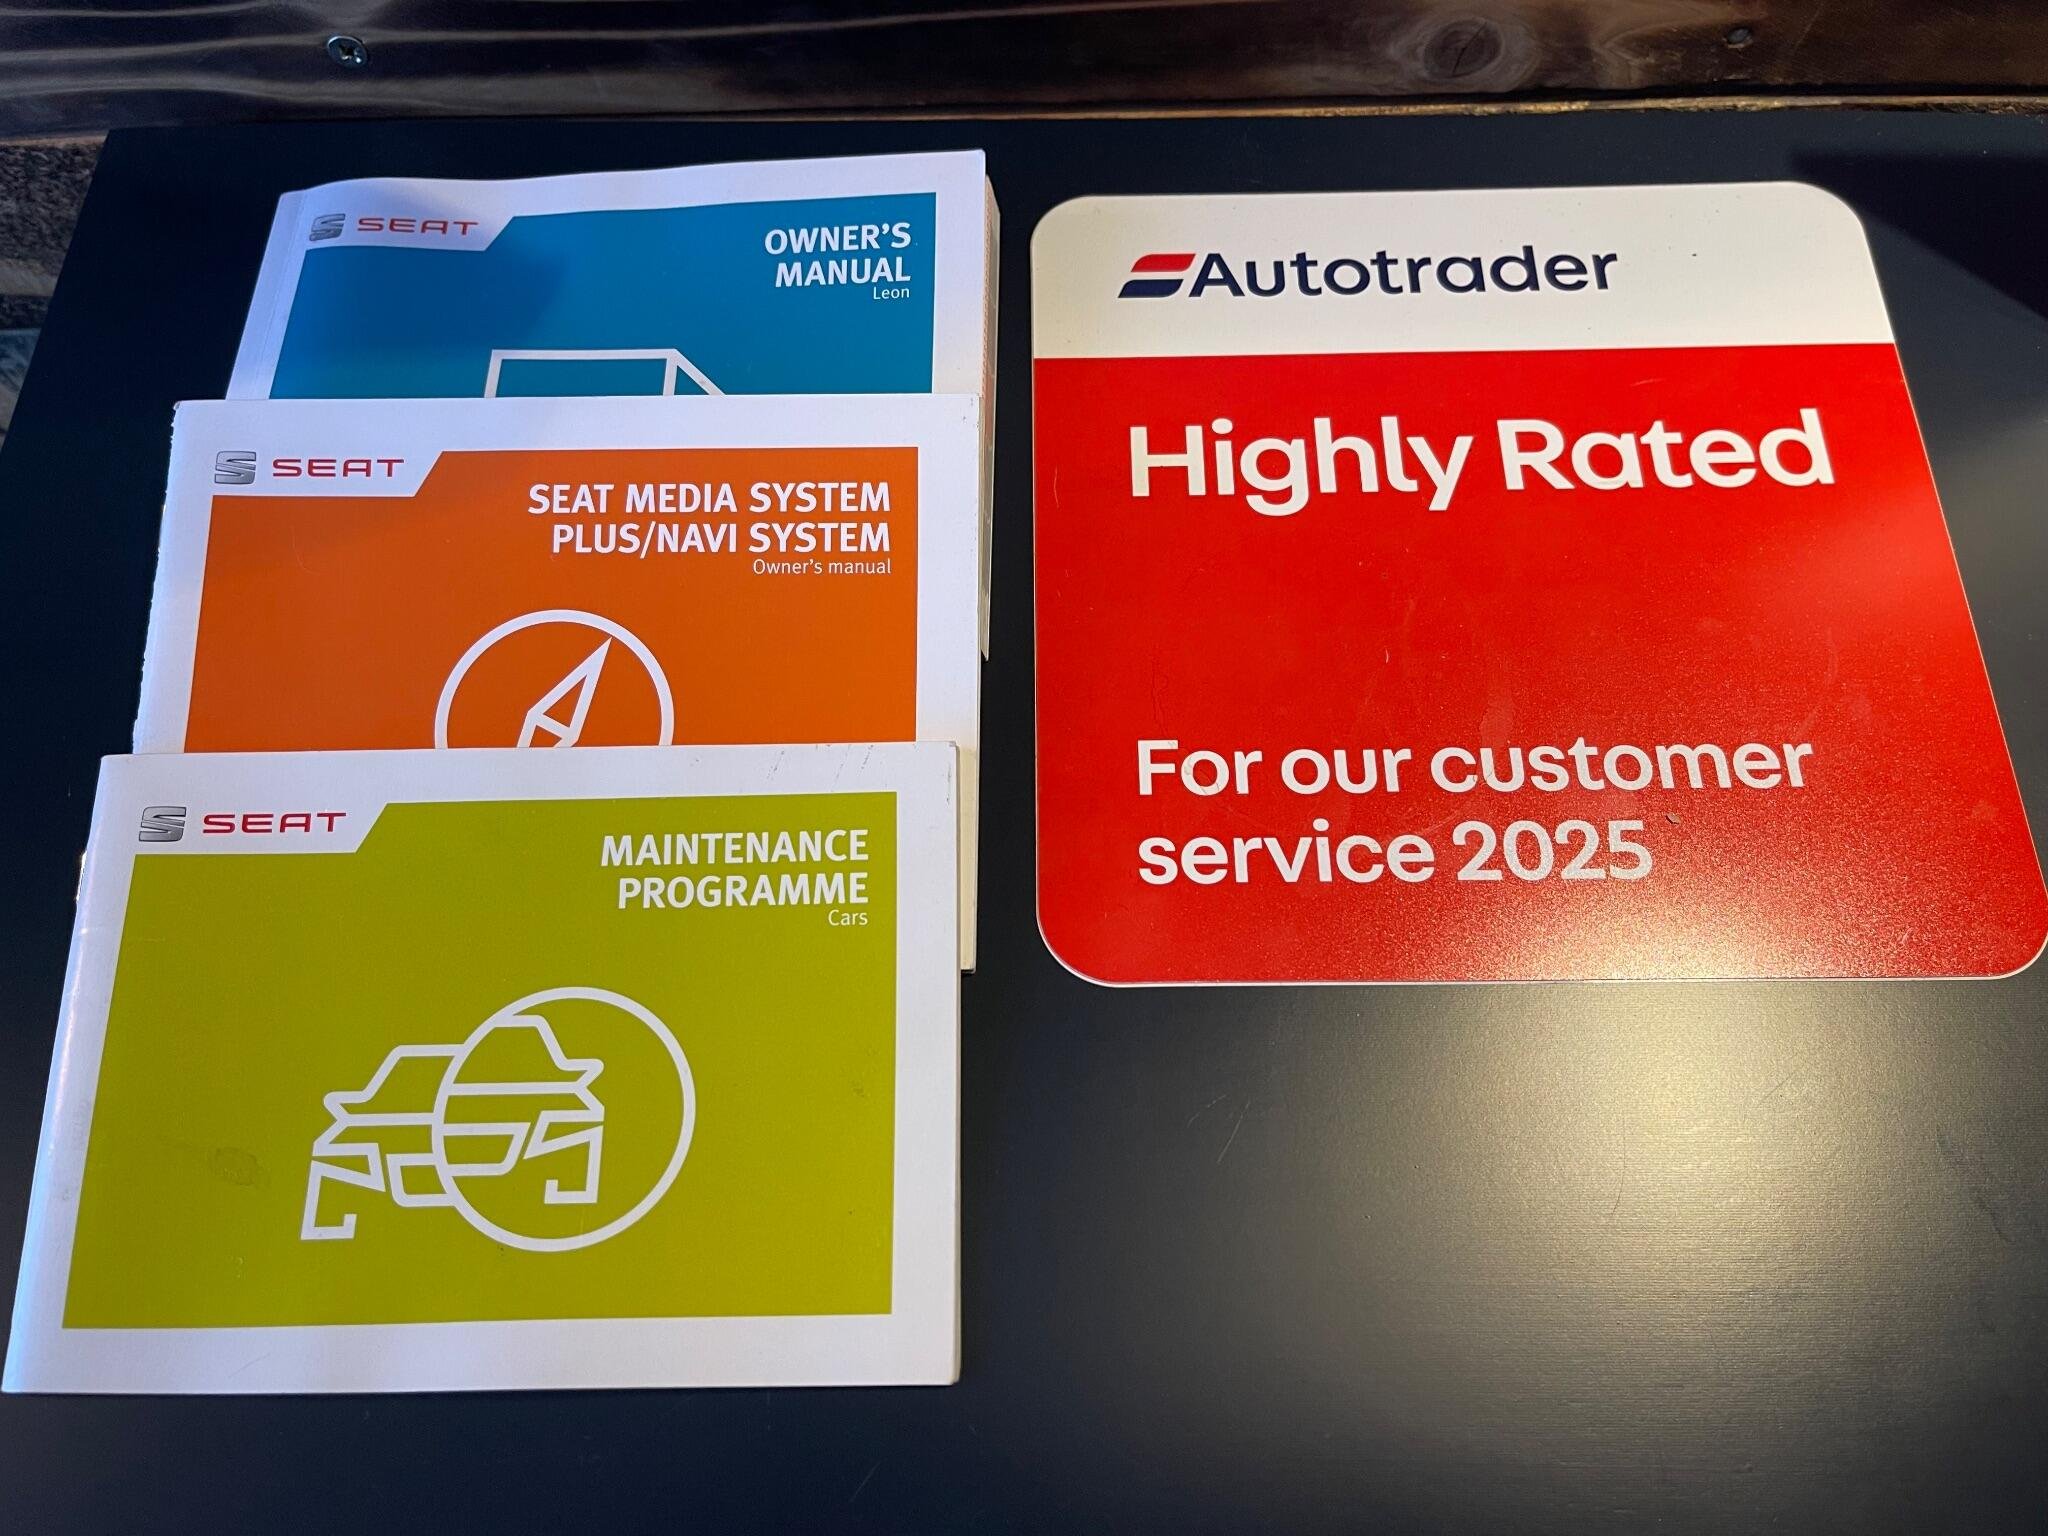 SEAT
OWNER'S
MANUAL
Leon
SEAT
SEAT MEDIA SYSTEM
PLUS/NAVI SYSTEM
Owner's manual
SEAT
MAINTENANCE
PROGRAMME
Cars
Autotrader
Highly Rated
For our customer
service 2025